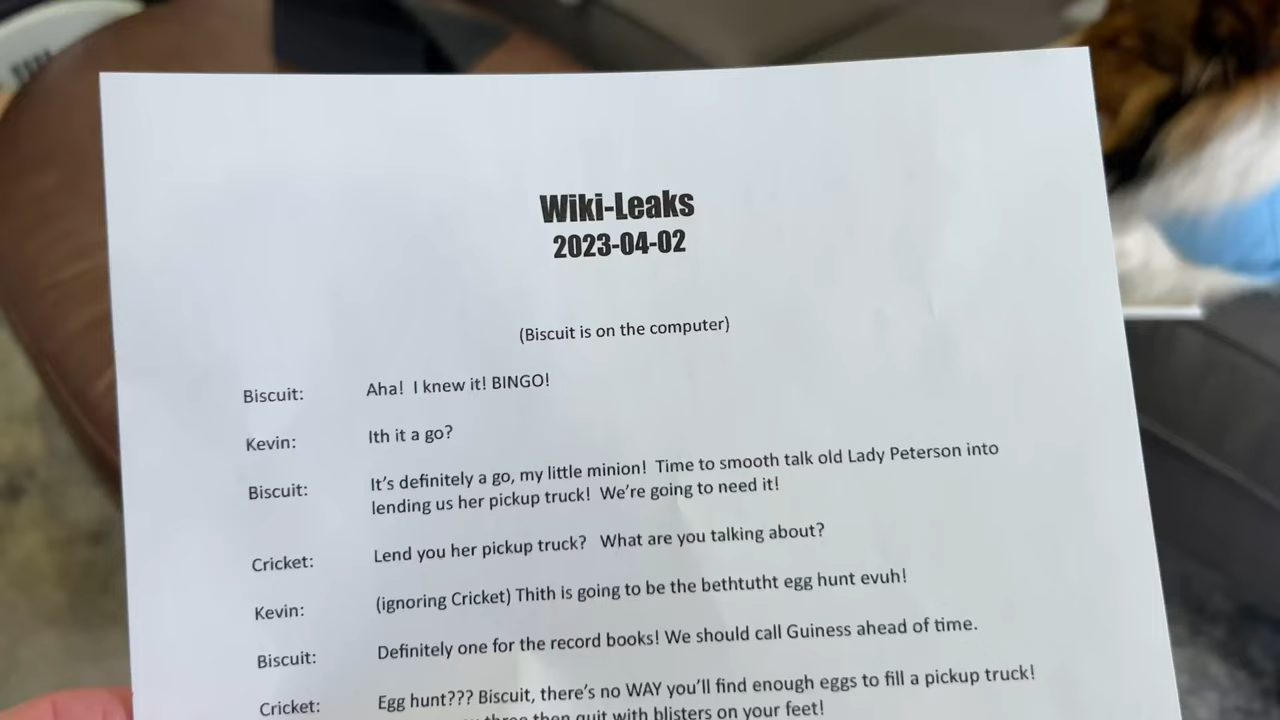 Wiki-Leaks
2023-04-02
(Biscuit is on the computer)
Biscuit: Aha! I knew it! BINGO!
Kevin: Ith it a go?
Biscuit: It's definitely a go, my little minion! Time to smooth talk old Lady Peterson into
lending us her pickup truck! We're going to need it!
Cricket: Lend you her pickup truck? What are you talking about?
Kevin: (ignoring Cricket) Thith is going to be the bethtutht egg hunt evuh!
Biscuit: Definitely one for the record books! We should call Guiness ahead of time.
Cricket: Egg hunt??? Biscuit, there's no WAY you'll find enough eggs to fill a pickup truck!
three then quit with blisters on your feet!